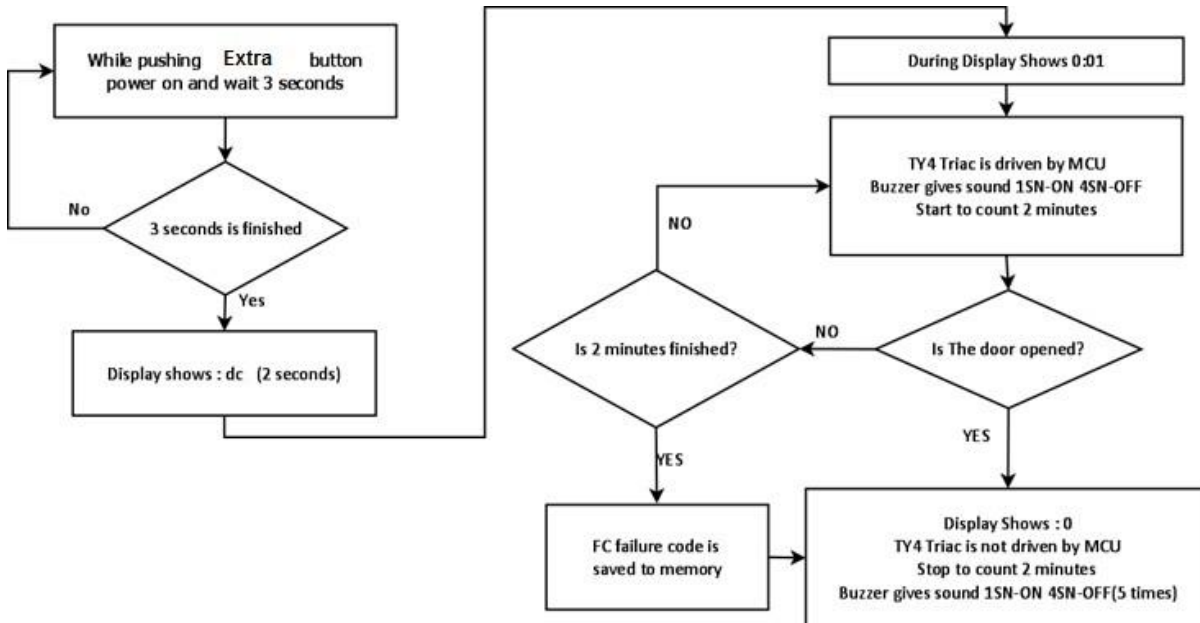 While pushing Extra button
power on and wait 3 seconds
No
3 seconds is finished
Yes
Display shows : dc (2 seconds)
During Display Shows 0:01
TY4 Triac is driven by MCU
Buzzer gives sound 1SN-ON 4SN-OFF
Start to count 2 minutes
NO
Is 2 minutes finished?
NO
Is The door opened?
YES
YES
FC failure code is
saved to memory
Display Shows : 0
TY4 Triac is not driven by MCU
Stop to count 2 minutes
Buzzer gives sound 1SN-ON 4SN-OFF(5 times)